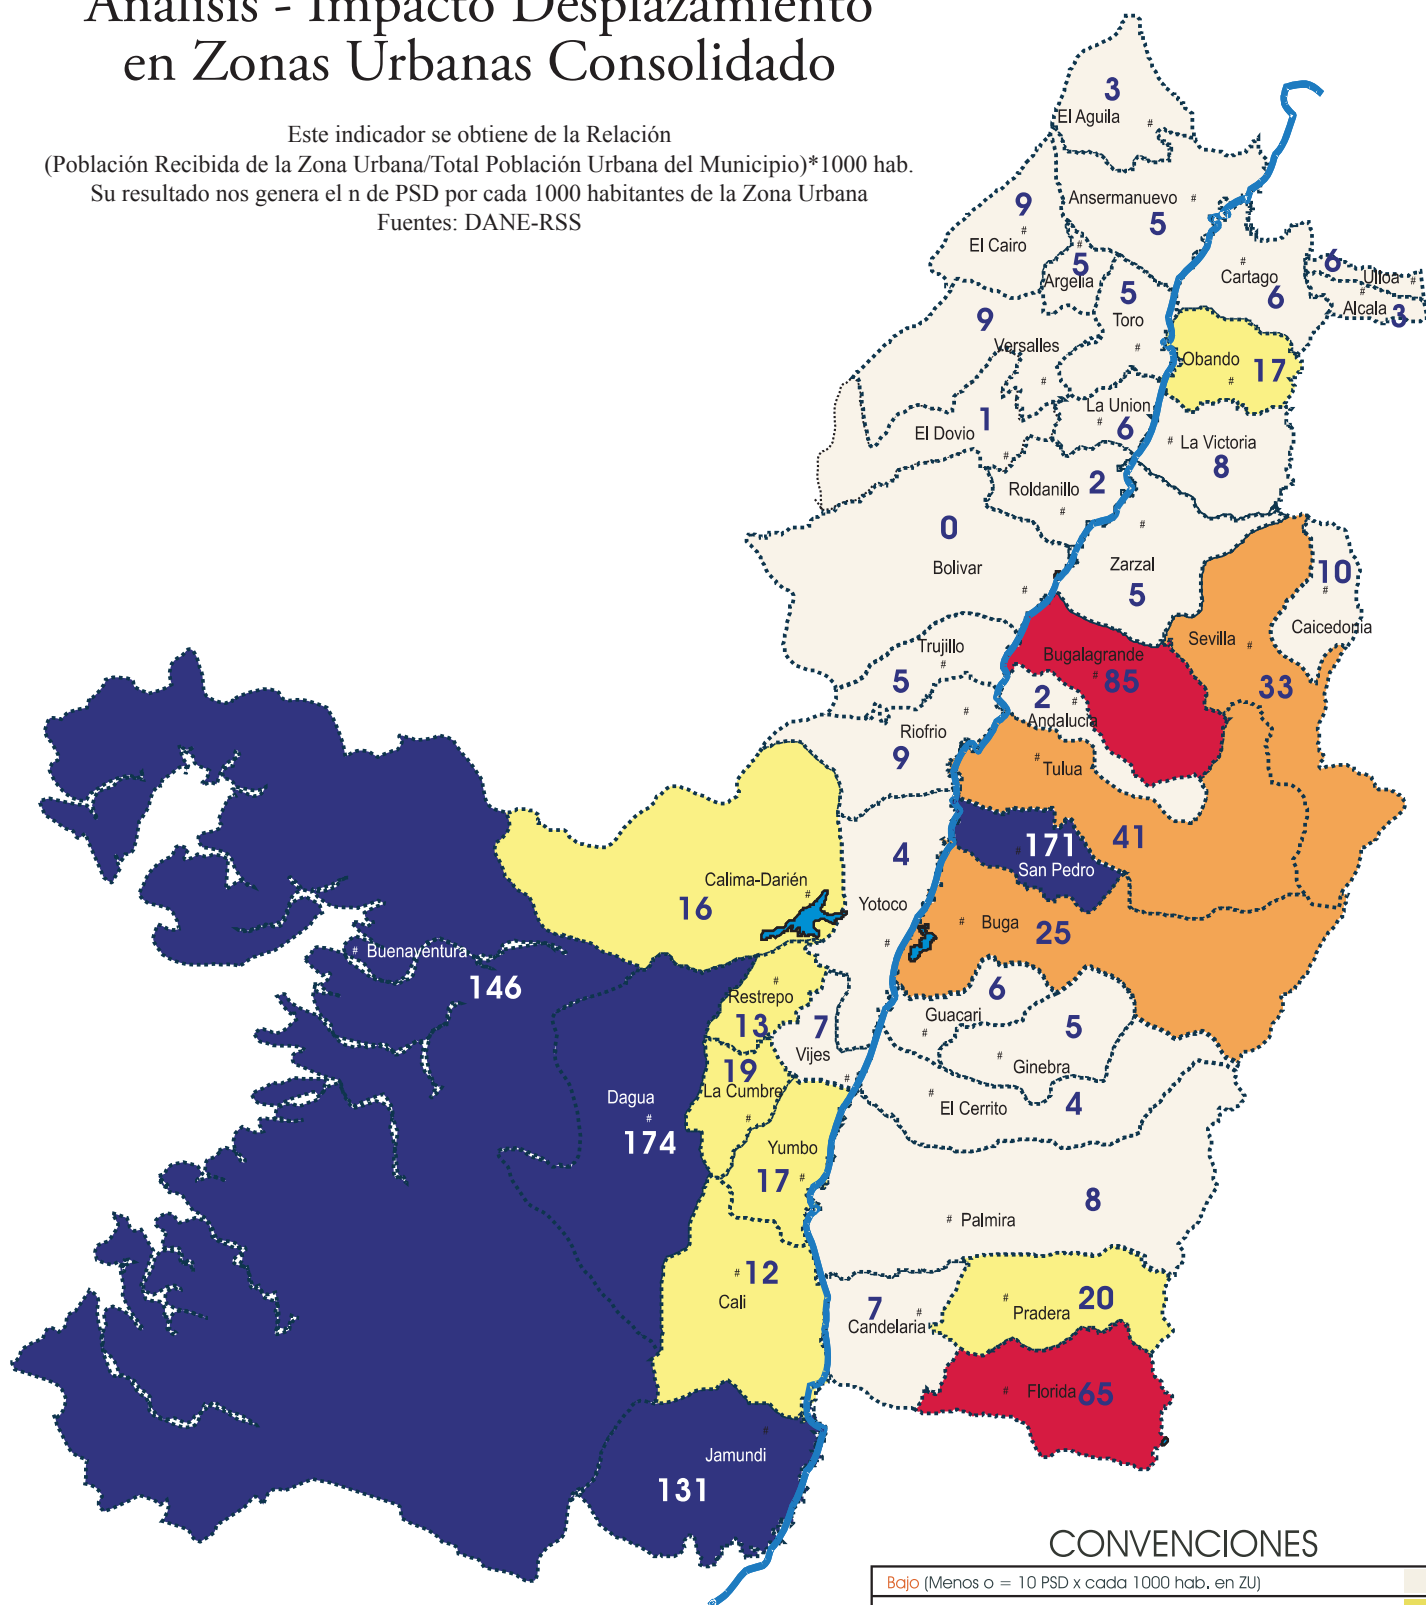 Análisis - Impacto Desplazamiento
en Zonas Urbanas Consolidado
Este indicador se obtiene de la Relación
(Población Recibida de la Zona Urbana/Total Población Urbana del Municipio)*1000 hab.
Su resultado nos genera el n de PSD por cada 1000 habitantes de la Zona Urbana
Fuentes: DANE-RSS
3
El Aguila
Ansermanuevo
5
9
El Cairo
5
Argelia
5
Toro
Cartago
6
6
Ulloa
Alcala 3
9
Versalles
Obando 17
La Union
6
1
El Dovio
La Victoria
8
Roldanillo 2
0
Bolivar
Zarzal
5
10
Caicedonia
Sevilla
33
Trujillo
5
Bugalagrande
85
2
Andalucia
Riofrio
9
Tulua
41
171
San Pedro
4
Yotoco
Calima-Darién
16
Buga 25
Buenaventura
146
Restrepo
13
7
Vijes
6
Guacari
5
Ginebra
19
La Cumbre
Dagua
174
El Cerrito 4
Yumbo
17
8
Palmira
12
Cali
7
Candelaria
Pradera 20
Florida 65
Jamundi
131
CONVENCIONES
Bajo (Menos o = 10 PSD x cada 1000 hab. en ZU)